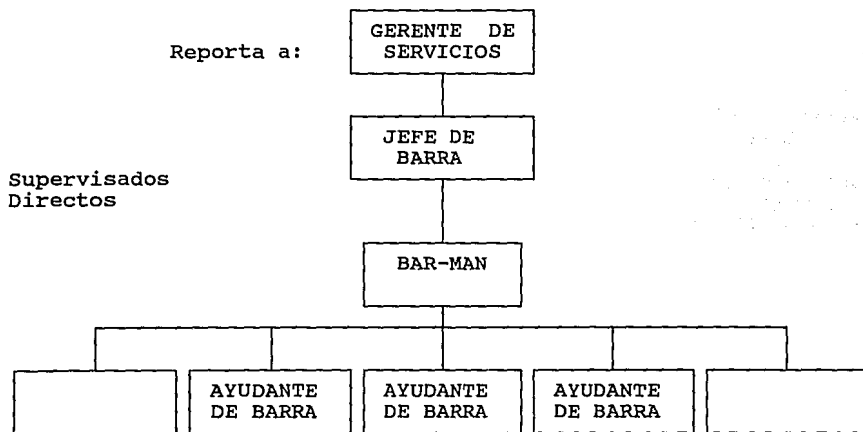 GERENTE DE
SERVICIOS
Reporta a:
JEFE DE
BARRA
Supervisados
Directos
BAR-MAN
AYUDANTE
DE BARRA
AYUDANTE
DE BARRA
AYUDANTE
DE BARRA